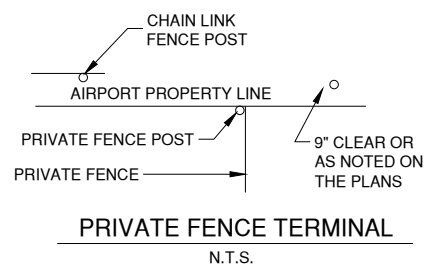 CHAIN LINK
FENCE POST
AIRPORT PROPERTY LINE
PRIVATE FENCE POST
9" CLEAR OR
AS NOTED ON
THE PLANS
PRIVATE FENCE
PRIVATE FENCE TERMINAL
N.T.S.